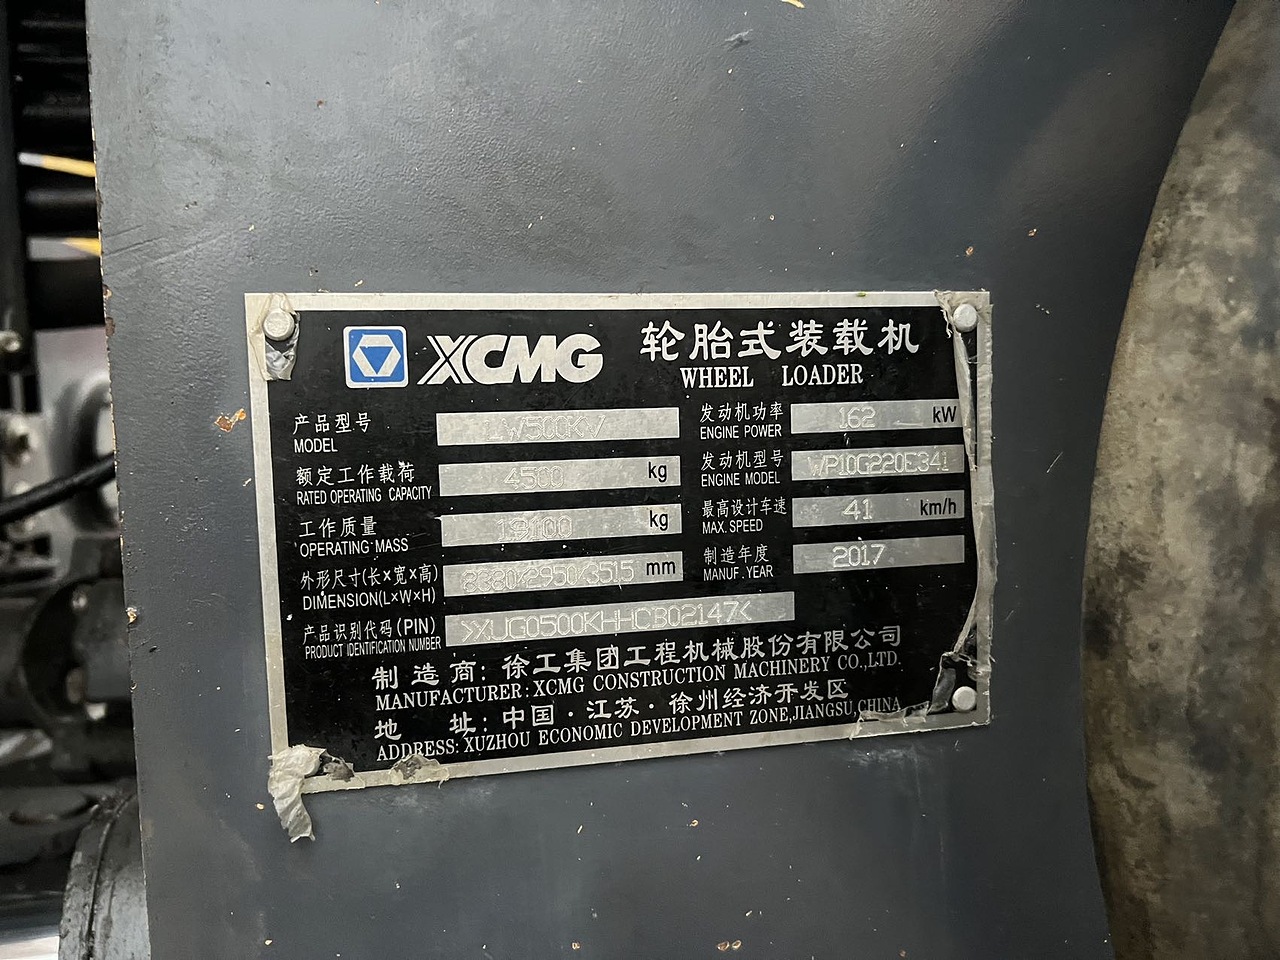 XCMG 轮胎式装载机
WHEEL LOADER
产品型号 LW500KV
MODEL
发动机功率 162 kW
ENGINE POWER
额定工作载荷 4500 kg
RATED OPERATING CAPACITY
发动机型号 WP10G220E341
ENGINE MODEL
工作质量 19100 kg
OPERATING MASS
最高设计车速 41 km/h
MAX. SPEED
外形尺寸(长×宽×高) mm
DIMENSION(L×W×H)
制造年度 2017
MANUF. YEAR
产品识别代码(PIN) >XUG0500KHHCB02147<
PRODUCT IDENTIFICATION NUMBER
制造商: 徐工集团工程机械股份有限公司
MANUFACTURER: XCMG CONSTRUCTION MACHINERY CO.,LTD.
地 址: 中国·江苏·徐州经济开发区
ADDRESS: XUZHOU ECONOMIC DEVELOPMENT ZONE,JIANGSU,CHINA